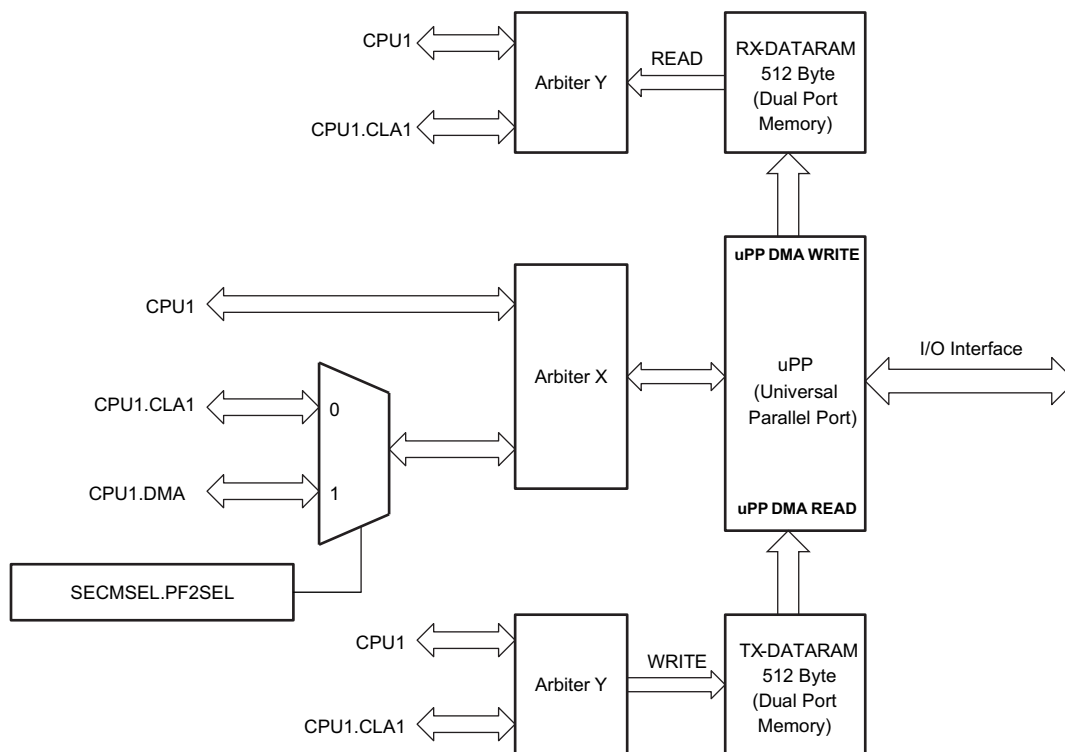 CPU1
CPU1.CLA1
Arbiter Y
READ
RX-DATARAM
512 Byte
(Dual Port
Memory)
uPP DMA WRITE
CPU1
CPU1.CLA1
CPU1.DMA
0
1
Arbiter X
uPP
(Universal
Parallel Port)
I/O Interface
uPP DMA READ
SECMSEL.PF2SEL
CPU1
CPU1.CLA1
Arbiter Y
WRITE
TX-DATARAM
512 Byte
(Dual Port
Memory)